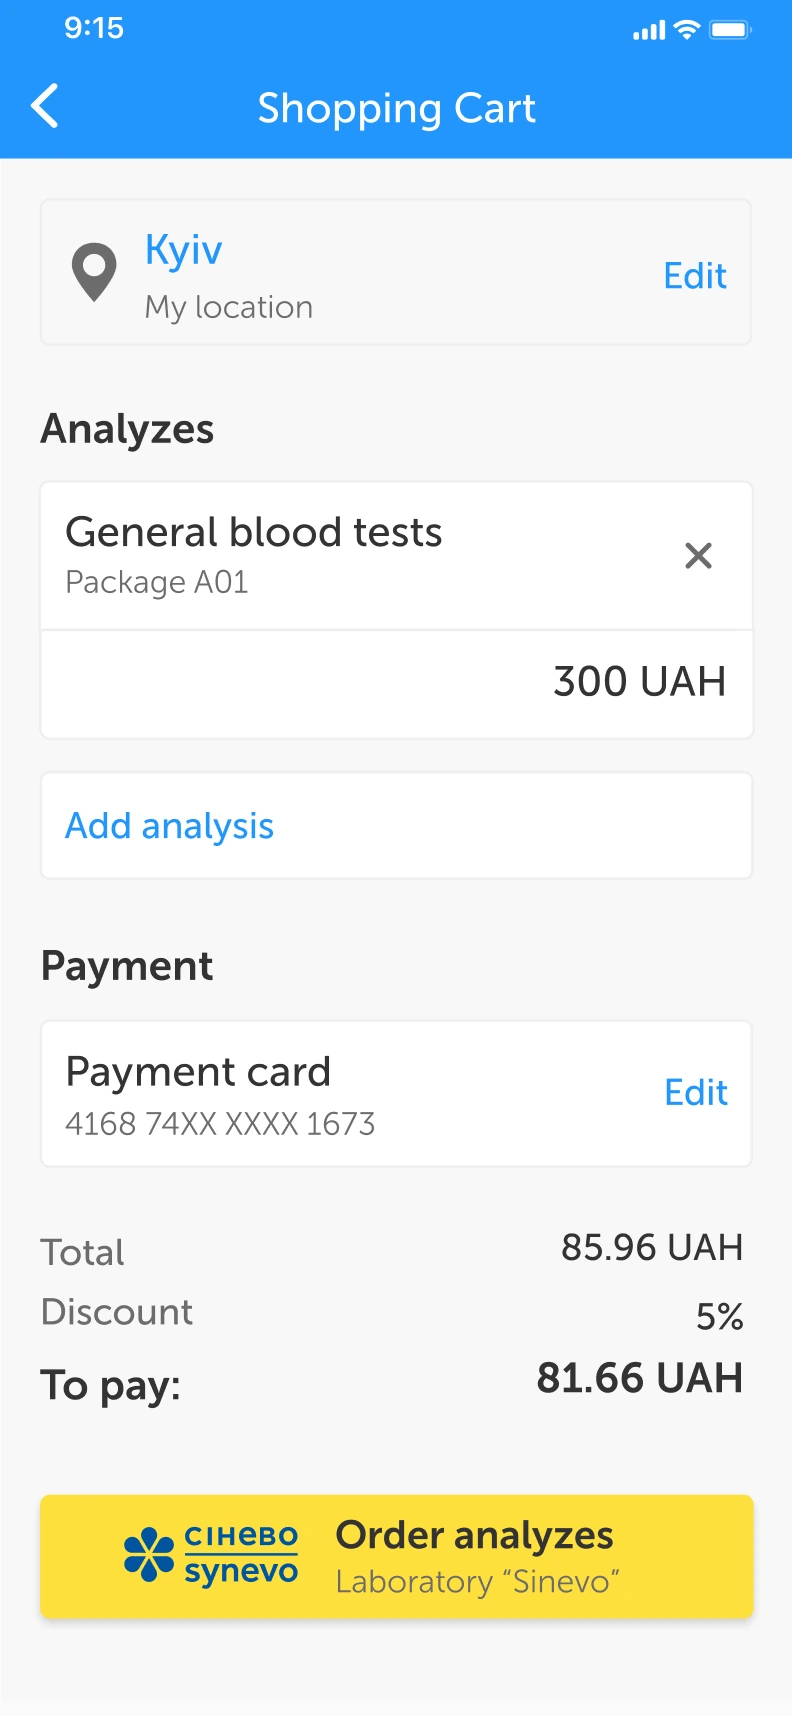 9:15
Shopping Cart
Kyiv
My location
Edit
Analyzes
General blood tests
Package A01
300 UAH
Add analysis
Payment
Payment card
4168 74XX XXXX 1673
Edit
Total 85.96 UAH
Discount 5%
To pay: 81.66 UAH
сінево
synevo
Order analyzes
Laboratory “Sinevo”